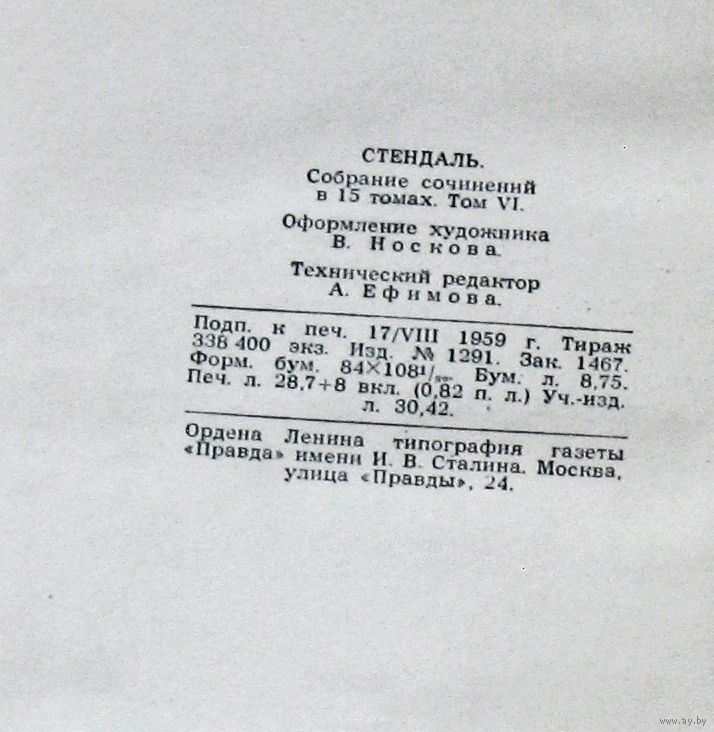 СТЕНДАЛЬ.
Собрание сочинений
в 15 томах. Том VI.
Оформление художника
В. Носкова.
Технический редактор
А. Ефимова.
Подп. к печ. 17/VIII 1959 г. Тираж
338 400 экз. Изд. № 1291. Зак. 1467.
Форм. бум. 84×108¹/ Бум. л. 8,75.
Печ. л. 28,7+8 вкл. (0,82 п. л.) Уч.-изд.
л. 30,42.
Ордена Ленина типография газеты
«Правда» имени И. В. Сталина. Москва,
улица «Правды», 24.
www.ay.by